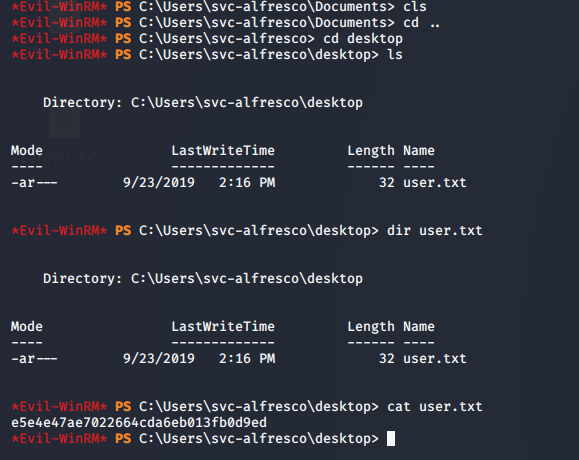 *Evil-WinRM* PS C:\Users\svc-alfresco\Documents> cls
*Evil-WinRM* PS C:\Users\svc-alfresco\Documents> cd ..
*Evil-WinRM* PS C:\Users\svc-alfresco> cd desktop
*Evil-WinRM* PS C:\Users\svc-alfresco\desktop> ls
Directory: C:\Users\svc-alfresco\desktop
Mode LastWriteTime Length Name
---- ------------- ------ ----
-ar--- 9/23/2019 2:16 PM 32 user.txt
*Evil-WinRM* PS C:\Users\svc-alfresco\desktop> dir user.txt
Directory: C:\Users\svc-alfresco\desktop
Mode LastWriteTime Length Name
---- ------------- ------ ----
-ar--- 9/23/2019 2:16 PM 32 user.txt
*Evil-WinRM* PS C:\Users\svc-alfresco\desktop> cat user.txt
e5e4e47ae7022664cda6eb013fb0d9ed
*Evil-WinRM* PS C:\Users\svc-alfresco\desktop>